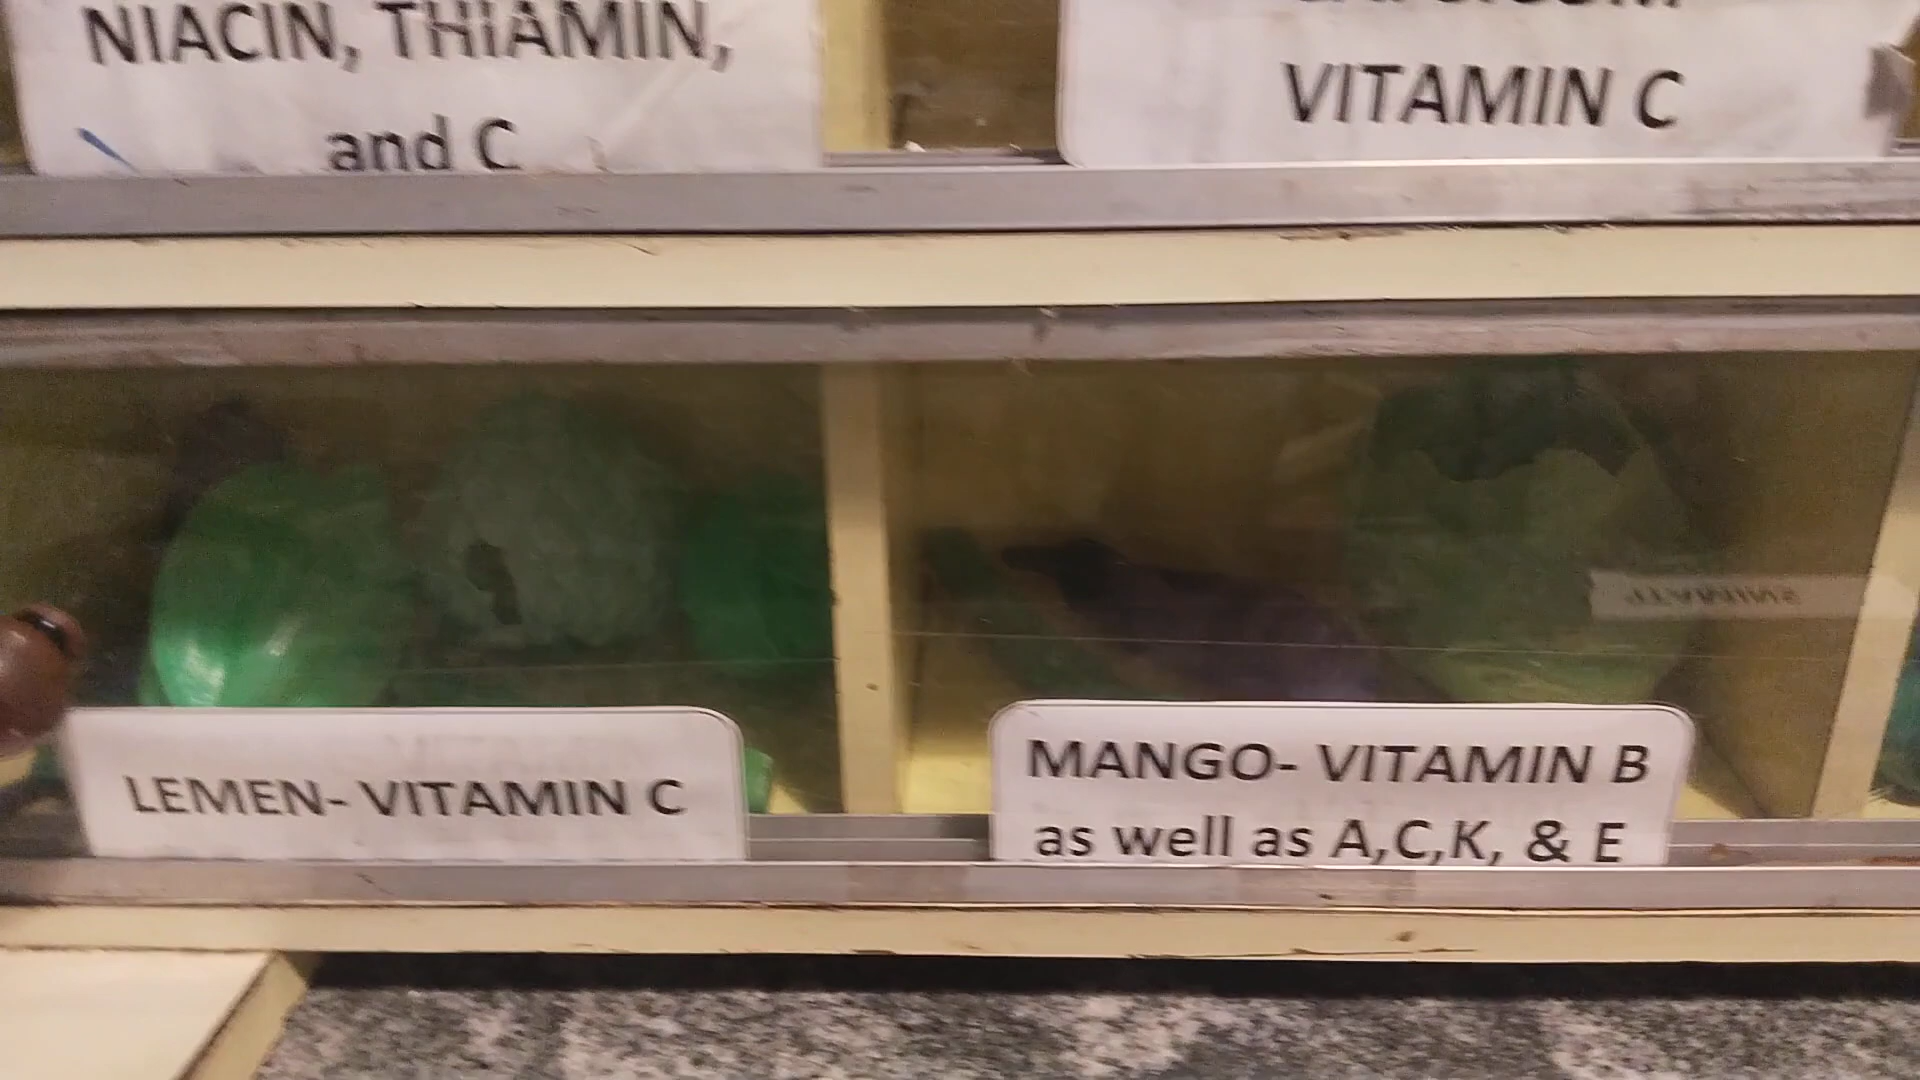 NIACIN, THIAMIN,
and C
VITAMIN C
LEMEN- VITAMIN C
MANGO- VITAMIN B
as well as A,C,K, & E